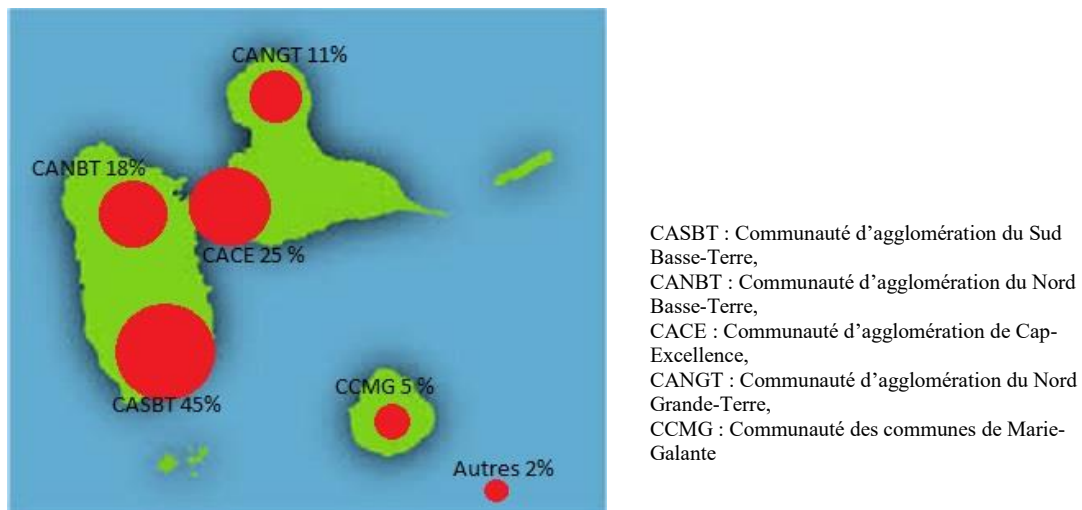 CANGT 11%
CANBT 18%
CACE 25 %
CCMG 5 %
CASBT 45%
Autres 2%
CASBT : Communauté d’agglomération du Sud
Basse-Terre,
CANBT : Communauté d’agglomération du Nord
Basse-Terre,
CACE : Communauté d’agglomération de Cap-
Excellence,
CANGT : Communauté d’agglomération du Nord
Grande-Terre,
CCMG : Communauté des communes de Marie-
Galante